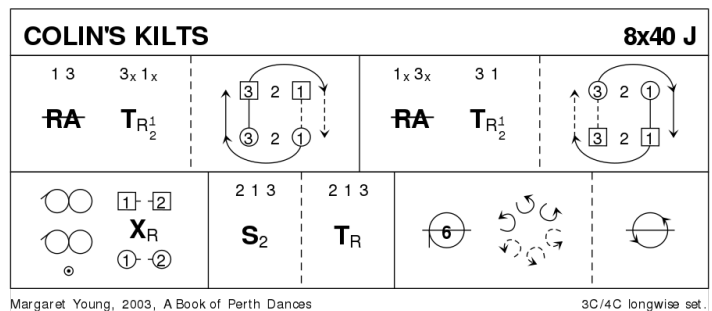 COLIN'S KILTS 8x40 J
1 3 3x 1x 1x 3x 3 1
3 2 1 3 2 1
RA TR½ RA TR½
3 2 1 3 2 1
2 1 3 2 1 3
1 2
XR S2 TR 6
1 2
Margaret Young, 2003, A Book of Perth Dances 3C/4C longwise set.